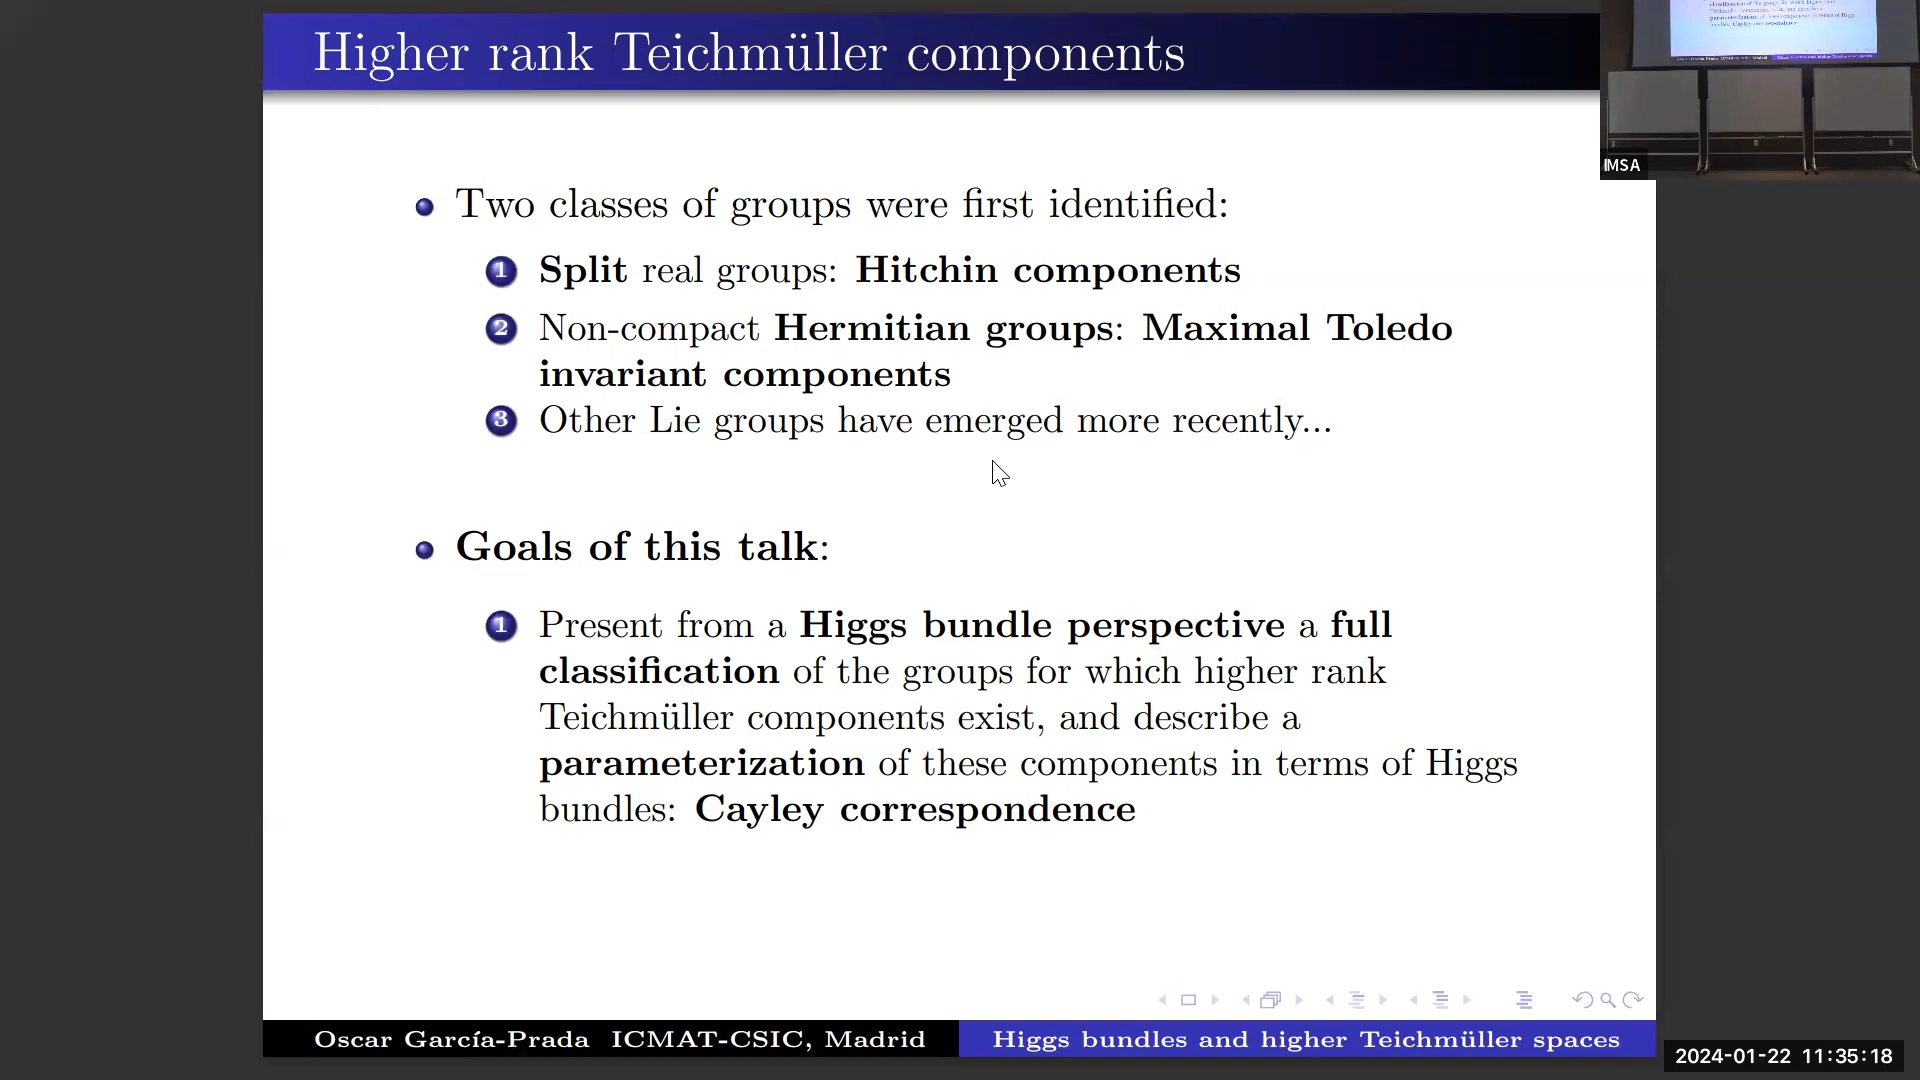 Higher rank Teichmüller components
Two classes of groups were first identified:
1 Split real groups: Hitchin components
2 Non-compact Hermitian groups: Maximal Toledo
invariant components
3 Other Lie groups have emerged more recently...
Goals of this talk:
1 Present from a Higgs bundle perspective a full
classification of the groups for which higher rank
Teichmüller components exist, and describe a
parameterization of these components in terms of Higgs
bundles: Cayley correspondence
Oscar García-Prada ICMAT-CSIC, Madrid
Higgs bundles and higher Teichmüller spaces
IMSA
2024-01-22 11:35:18